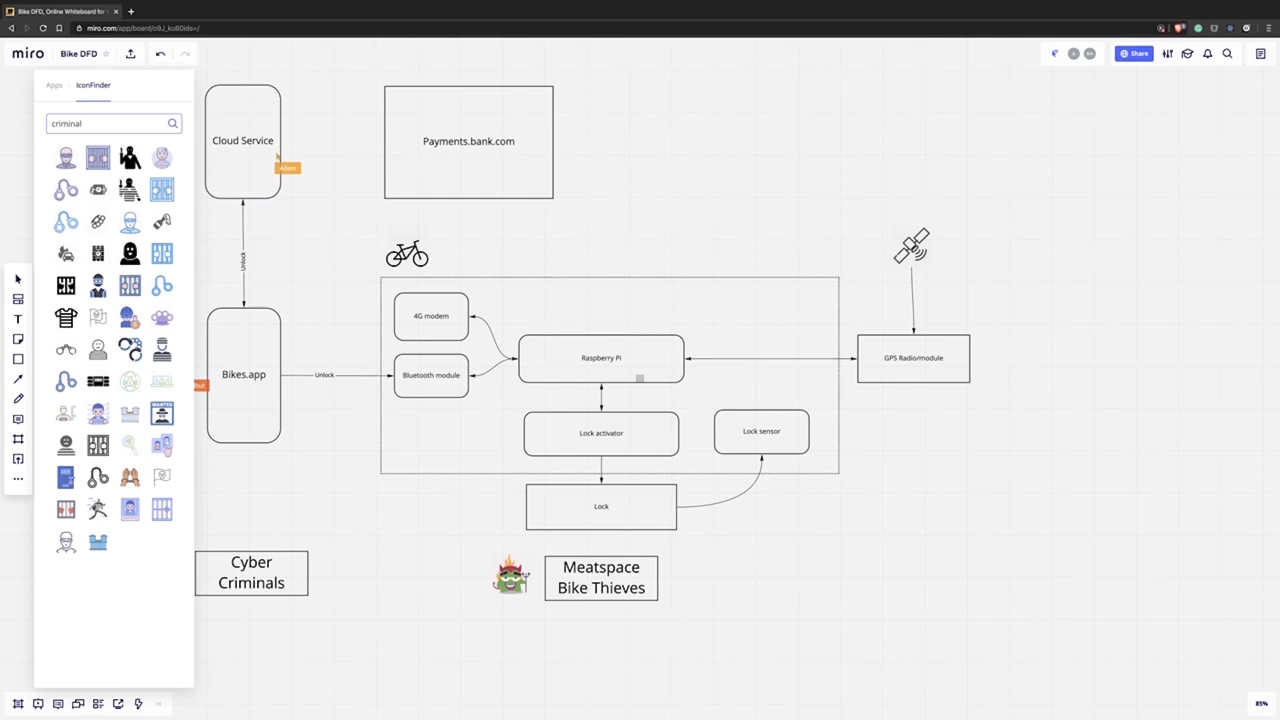 Bike DFD, Online Whiteboard for
miro.com/app/board/o9J_ku60ids=/
miro
Bike DFD
Share
Apps
IconFinder
criminal
Cloud Service
Adam
Payments.bank.com
Unlock
4G modem
Raspberry Pi
GPS Radio/module
Bikes.app
Unlock
Bluetooth module
Lock activator
Lock sensor
Lock
Cyber
Criminals
Meatspace
Bike Thieves
85%